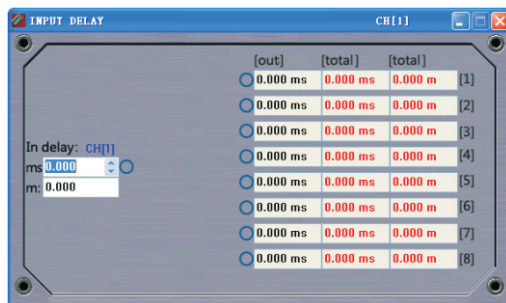 INPUT DELAY CH[1]
[out] [total] [total]
0.000 ms 0.000 ms 0.000 m [1]
0.000 ms 0.000 ms 0.000 m [2]
0.000 ms 0.000 ms 0.000 m [3]
In delay: CH[1]
0.000 ms 0.000 ms 0.000 m [4]
ms 0.000
0.000 ms 0.000 ms 0.000 m [5]
m: 0.000
0.000 ms 0.000 ms 0.000 m [6]
0.000 ms 0.000 ms 0.000 m [7]
0.000 ms 0.000 ms 0.000 m [8]